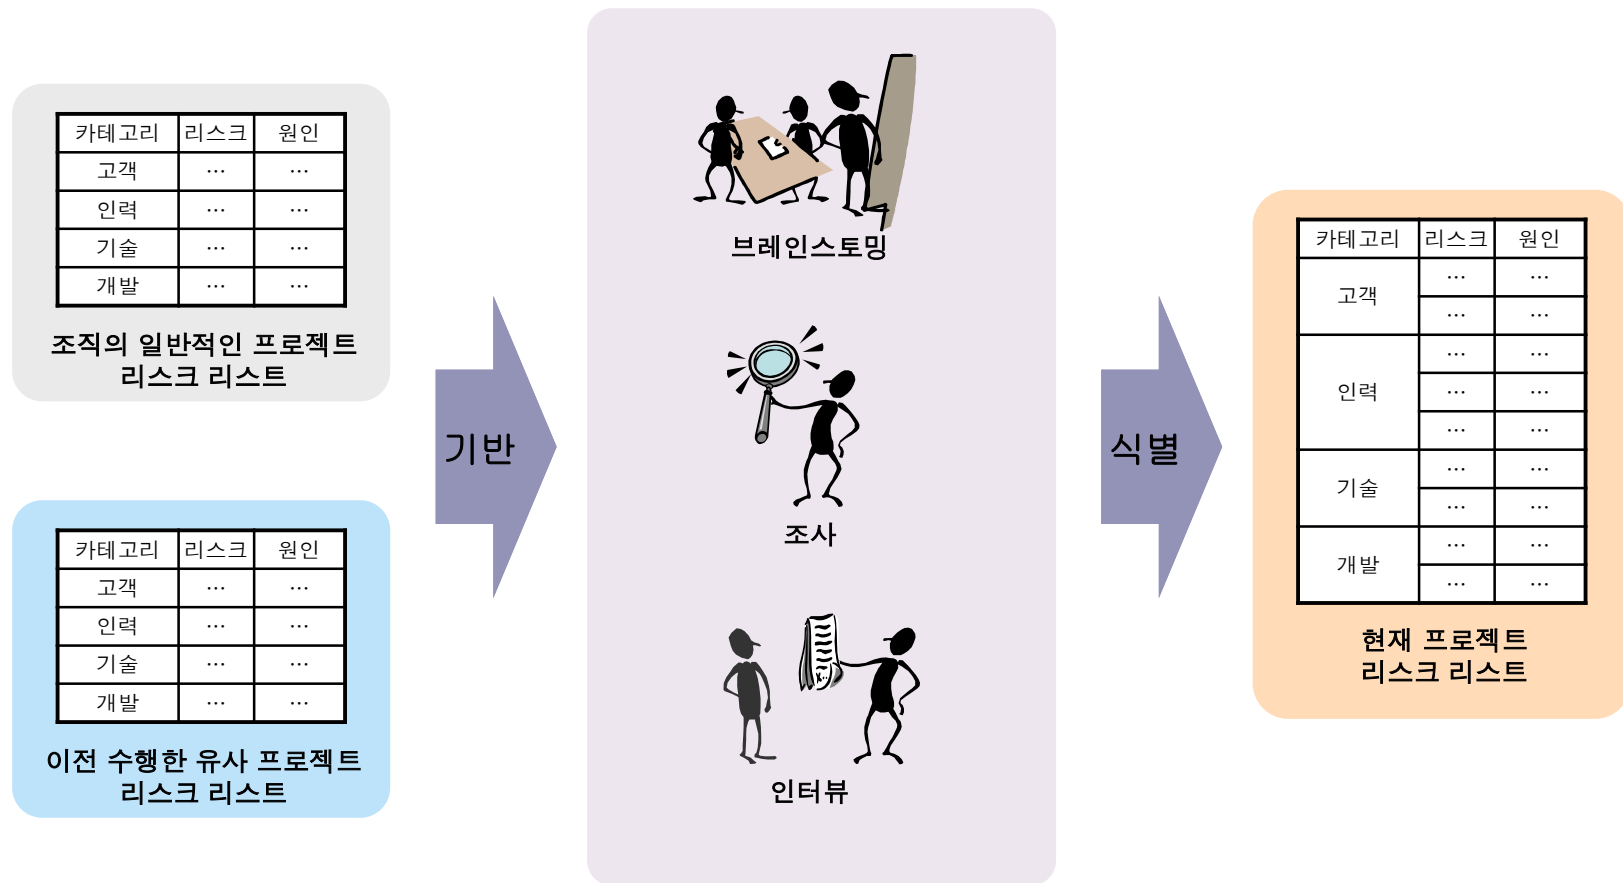 카테고리 리스크 원인
고객 … …
인력 … …
기술 … …
개발 … …
조직의 일반적인 프로젝트
리스크 리스트
카테고리 리스크 원인
고객 … …
인력 … …
기술 … …
개발 … …
이전 수행한 유사 프로젝트
리스크 리스트
기반
브레인스토밍
조사
인터뷰
식별
카테고리 리스크 원인
고객 … …
… …
인력 … …
… …
… …
기술 … …
… …
개발 … …
… …
현재 프로젝트
리스크 리스트